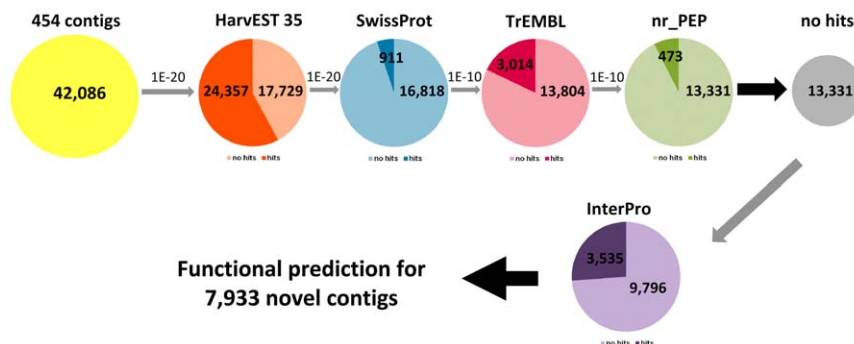 454 contigs
HarvEST 35
SwissProt
TrEMBL
nr_PEP
no hits
42,086
1E-20
24,357
17,729
1E-20
911
16,818
1E-10
3,014
13,804
1E-10
473
13,331
13,331
no hits hits
no hits hits
no hits hits
no hits hits
InterPro
3,535
9,796
no hits hits
Functional prediction for
7,933 novel contigs